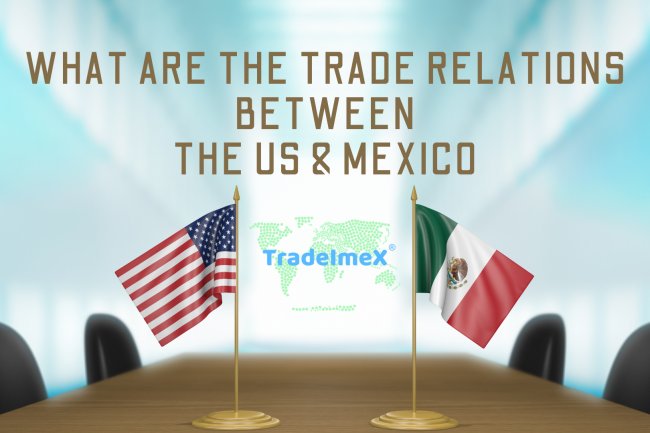 WHAT ARE THE TRADE RELATIONS
BETWEEN
THE US & MEXICO
TradeImeX®